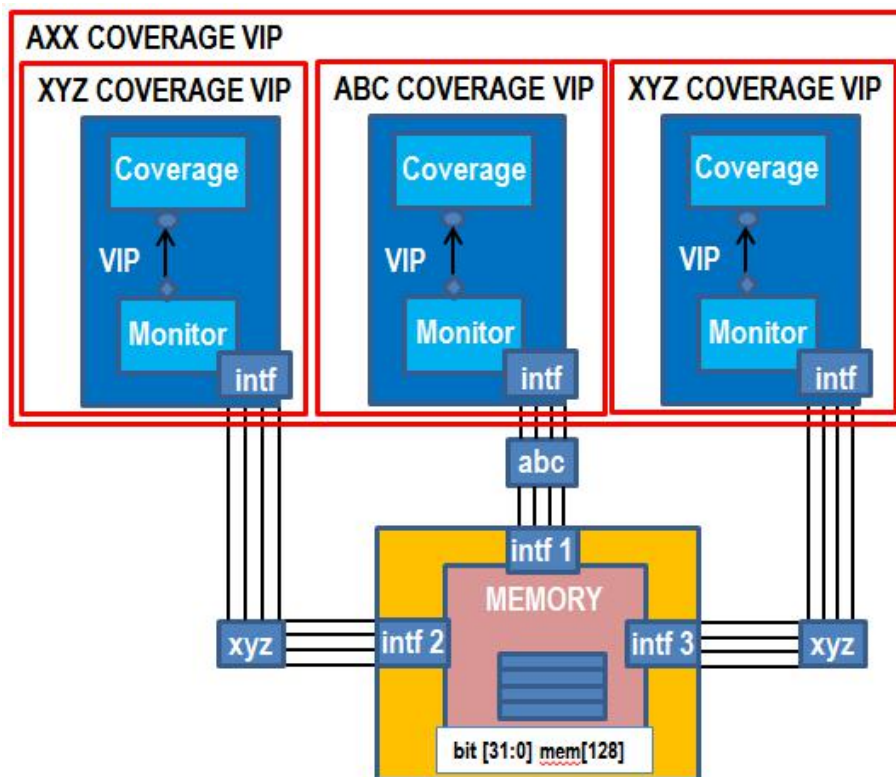 AXX COVERAGE VIP
XYZ COVERAGE VIP
ABC COVERAGE VIP
XYZ COVERAGE VIP
Coverage
Coverage
Coverage
VIP
VIP
VIP
Monitor
Monitor
Monitor
intf
intf
intf
abc
intf 1
MEMORY
xyz
intf 2
intf 3
xyz
bit [31:0] mem[128]